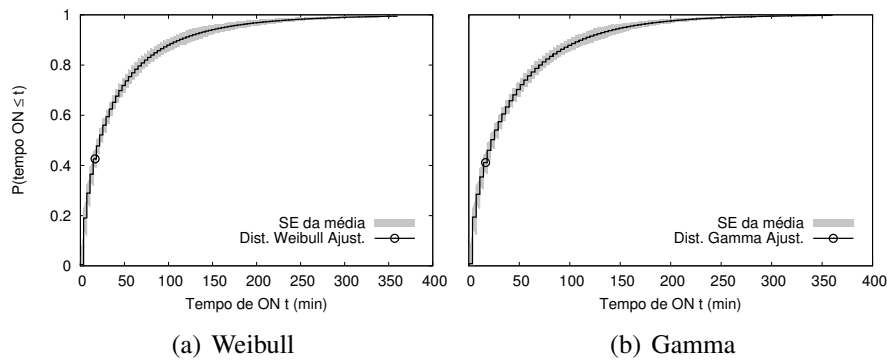 P(tempo ON ≤ t)
1
0.8
0.6
0.4
0.2
0
SE da média
Dist. Weibull Ajust.
0 50 100 150 200 250 300 350 400
Tempo de ON t (min)
(a) Weibull
SE da média
Dist. Gamma Ajust.
0 50 100 150 200 250 300 350 400
Tempo de ON t (min)
(b) Gamma